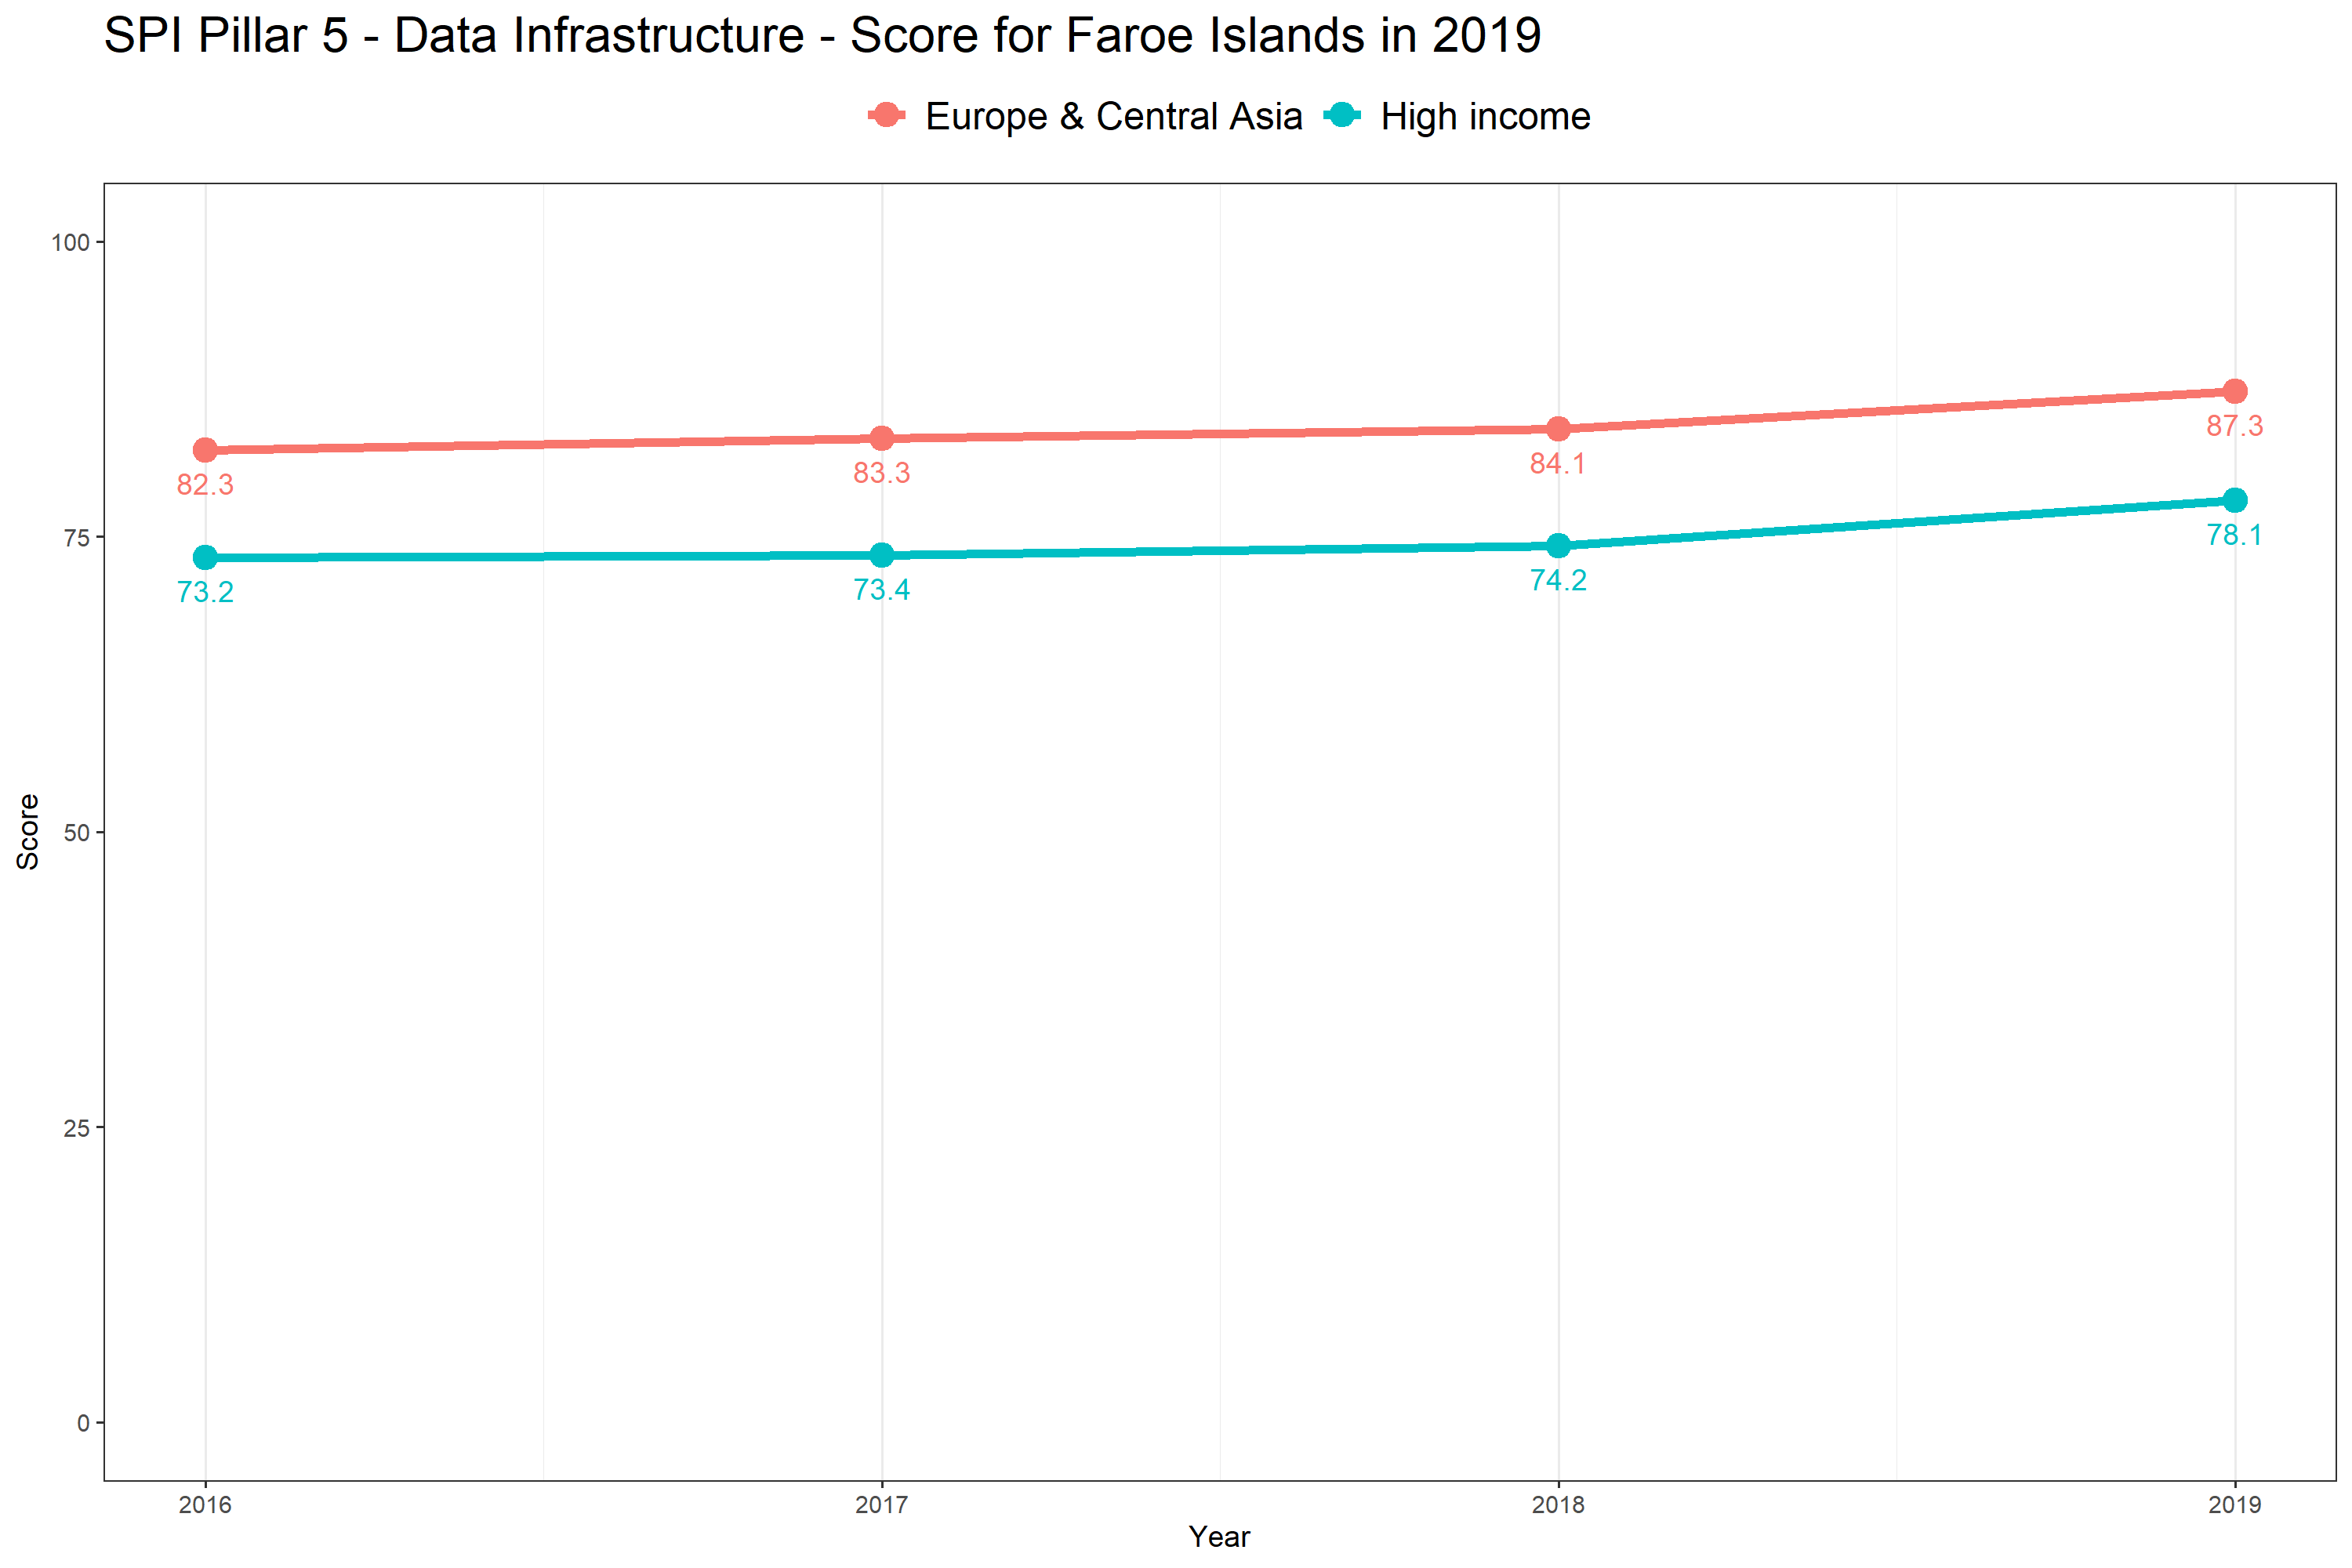 SPI Pillar 5 - Data Infrastructure - Score for Faroe Islands in 2019
Europe & Central Asia High income
100
75
50
25
0
Score
82.3
83.3
84.1
87.3
73.2
73.4
74.2
78.1
2016 2017 2018 2019
Year